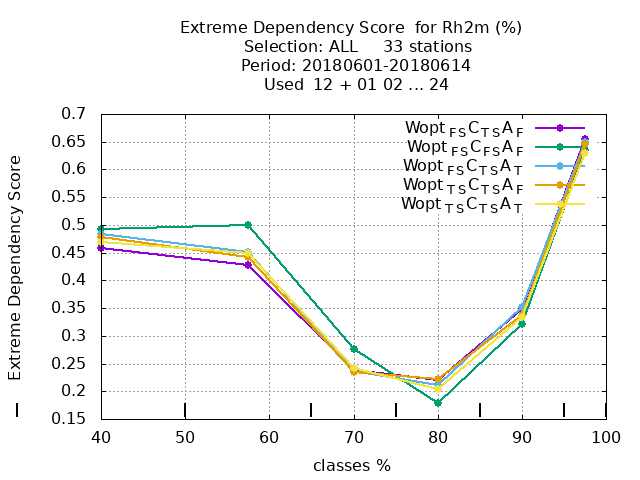 Extreme Dependency Score for Rh2m (%)
Selection: ALL 33 stations
Period: 20180601-20180614
Used 12 + 01 02 ... 24
Extreme Dependency Score
0.7
0.65
0.6
0.55
0.5
0.45
0.4
0.35
0.3
0.25
0.2
0.15
Wopt FS C TS A F
Wopt FS C FS A F
Wopt FS C TS A T
Wopt TS C TS A F
Wopt TS C TS A T
40 50 60 70 80 90 100
classes %